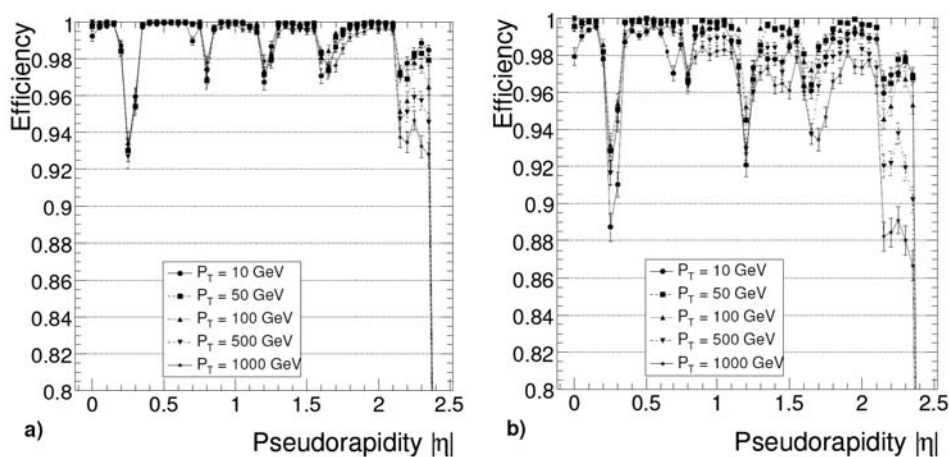 Efficiency
1
0.98
0.96
0.94
0.92
0.9
0.88
0.86
0.84
0.82
0.8
P_T = 10 GeV
P_T = 50 GeV
P_T = 100 GeV
P_T = 500 GeV
P_T = 1000 GeV
0 0.5 1 1.5 2 2.5
a)
Pseudorapidity |η|
Efficiency
1
0.98
0.96
0.94
0.92
0.9
0.88
0.86
0.84
0.82
0.8
P_T = 10 GeV
P_T = 50 GeV
P_T = 100 GeV
P_T = 500 GeV
P_T = 1000 GeV
0 0.5 1 1.5 2 2.5
b)
Pseudorapidity |η|